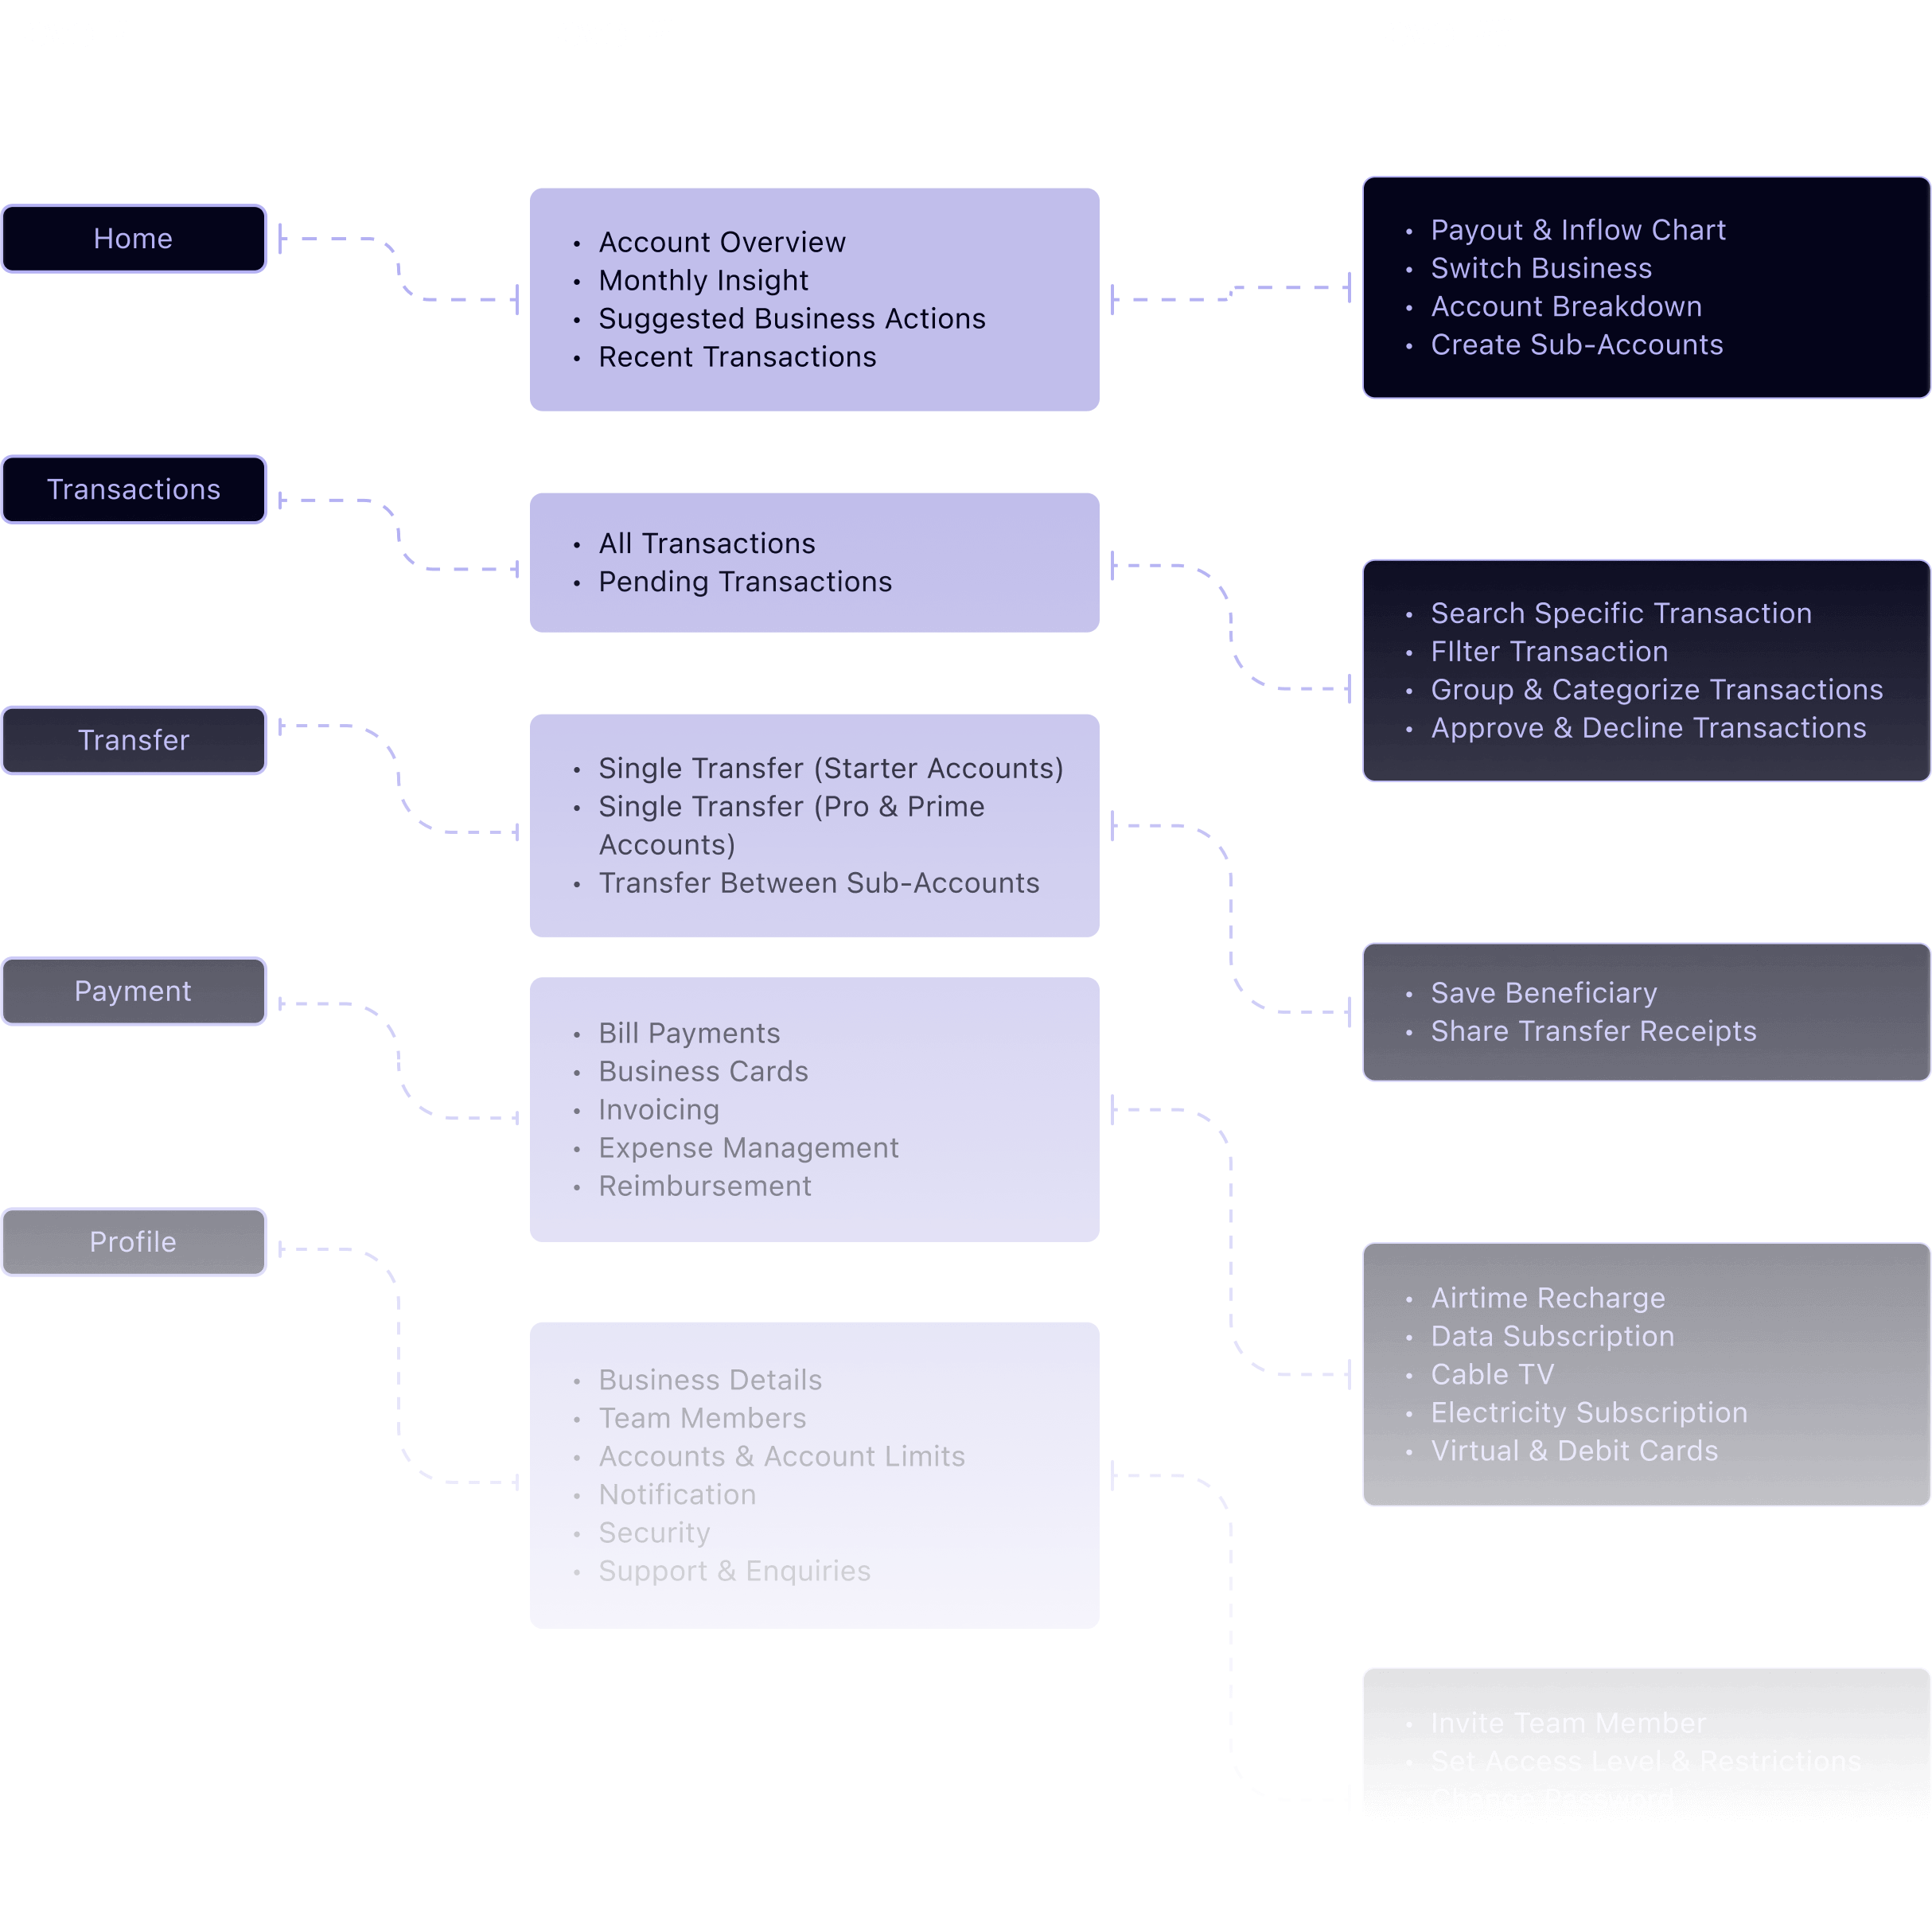 Home
• Account Overview
• Monthly Insight
• Suggested Business Actions
• Recent Transactions
• Payout & Inflow Chart
• Switch Business
• Account Breakdown
• Create Sub-Accounts
Transactions
• All Transactions
• Pending Transactions
• Search Specific Transaction
• FIlter Transaction
• Group & Categorize Transactions
• Approve & Decline Transactions
Transfer
• Single Transfer (Starter Accounts)
• Single Transfer (Pro & Prime
Accounts)
• Transfer Between Sub-Accounts
• Save Beneficiary
• Share Transfer Receipts
Payment
• Bill Payments
• Business Cards
• Invoicing
• Expense Management
• Reimbursement
• Airtime Recharge
• Data Subscription
• Cable TV
• Electricity Subscription
• Virtual & Debit Cards
Profile
• Business Details
• Team Members
• Accounts & Account Limits
• Notification
• Security
• Support & Enquiries
• Invite Team Member
• Set Access Level & Restrictions
• Change Password